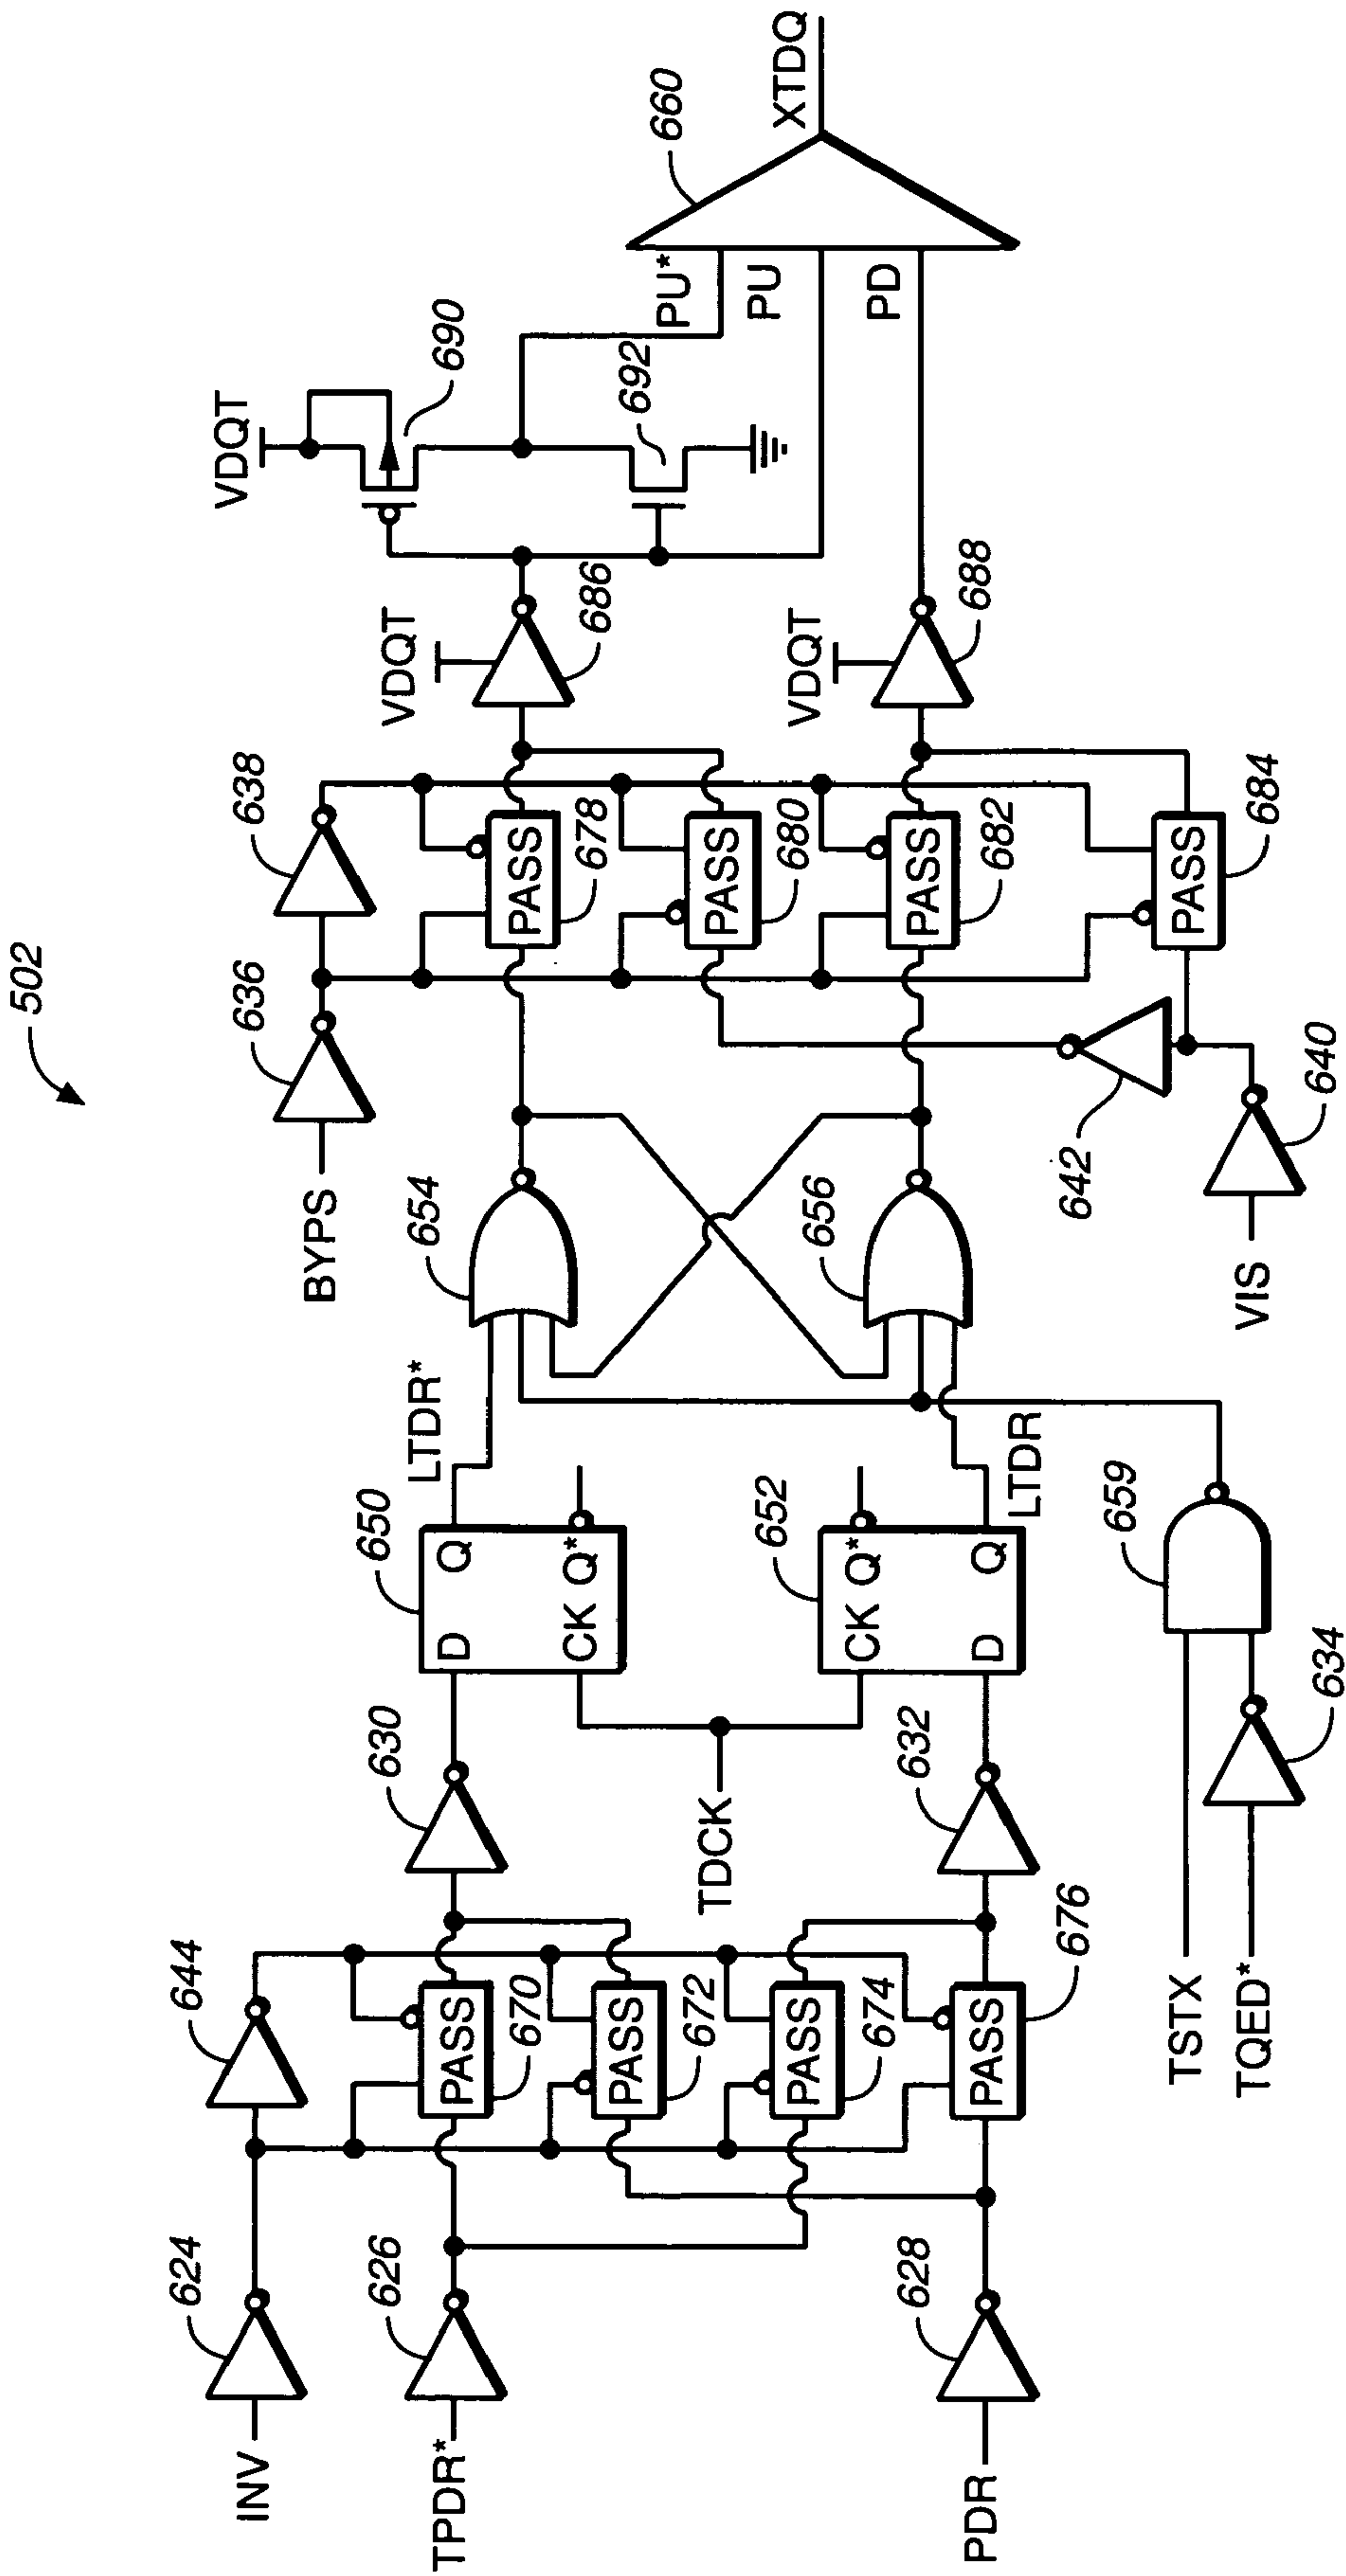 502
INV
624
644
TPDR*
626
PASS
670
PASS
672
PASS
674
PDR
628
PASS
676
630
632
TDCK
650
D
Q
CK Q*
652
CK Q*
D
Q
LTDR*
LTDR
TSTX
TQED*
634
659
654
656
BYPS
636
638
PASS
678
PASS
680
PASS
682
PASS
684
VIS
640
642
VDQT
686
VDQT
688
VDQT
690
692
PU*
PU
PD
660
XTDQ